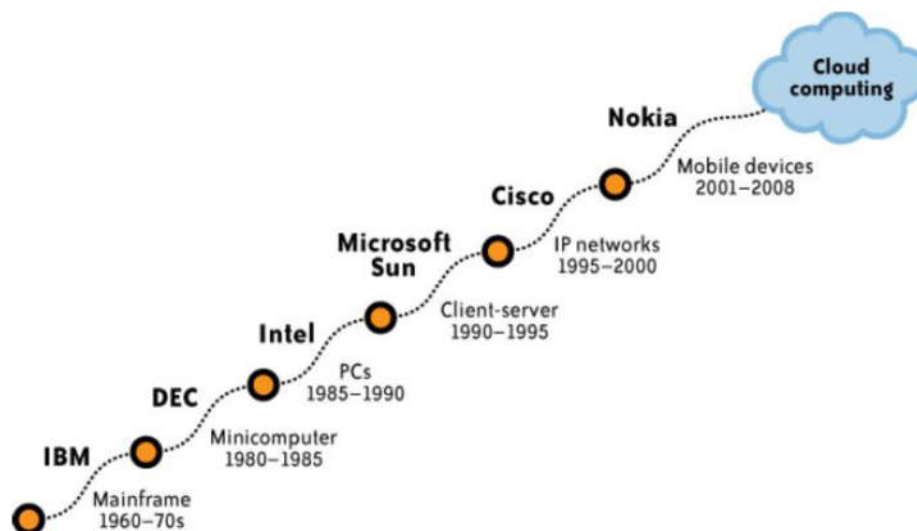 Cloud
computing
Nokia
Mobile devices
2001–2008
Cisco
IP networks
1995–2000
Microsoft
Sun
Client-server
1990–1995
Intel
PCs
1985–1990
DEC
Minicomputer
1980–1985
IBM
Mainframe
1960–70s